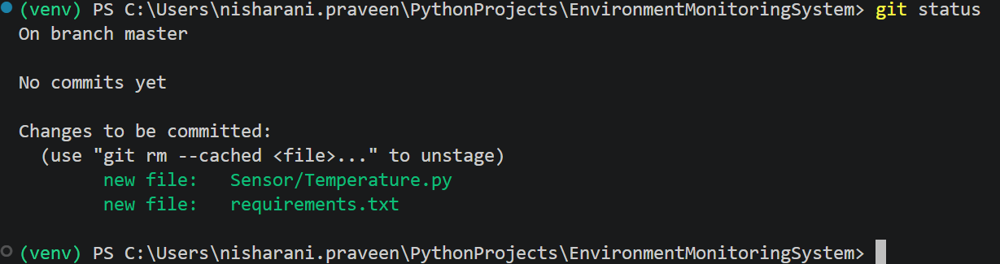 (venv) PS C:\Users\nisharani.praveen\PythonProjects\EnvironmentMonitoringSystem> git status
On branch master
No commits yet
Changes to be committed:
(use "git rm --cached <file>..." to unstage)
new file: Sensor/Temperature.py
new file: requirements.txt
(venv) PS C:\Users\nisharani.praveen\PythonProjects\EnvironmentMonitoringSystem>